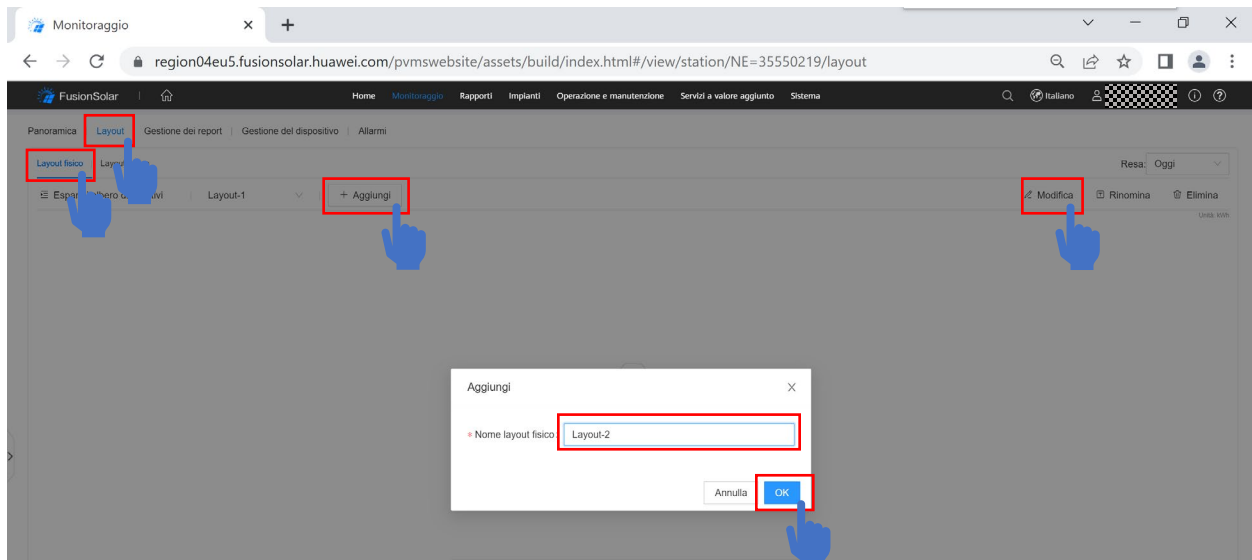 Monitoraggio
region04eu5.fusionsolar.huawei.com/pvmswebsite/assets/build/index.html#/view/station/NE=35550219/layout
FusionSolar Home Monitoraggio Rapporti Impianti Operazione e manutenzione Servizi a valore aggiunto Sistema Italiano
Panoramica Layout Gestione dei report Gestione del dispositivo Allarmi
Layout fisico Resa: Oggi
Layout-1 + Aggiungi Modifica Rinomina Elimina
Unità: kWh
Aggiungi
* Nome layout fisico: Layout-2
Annulla OK